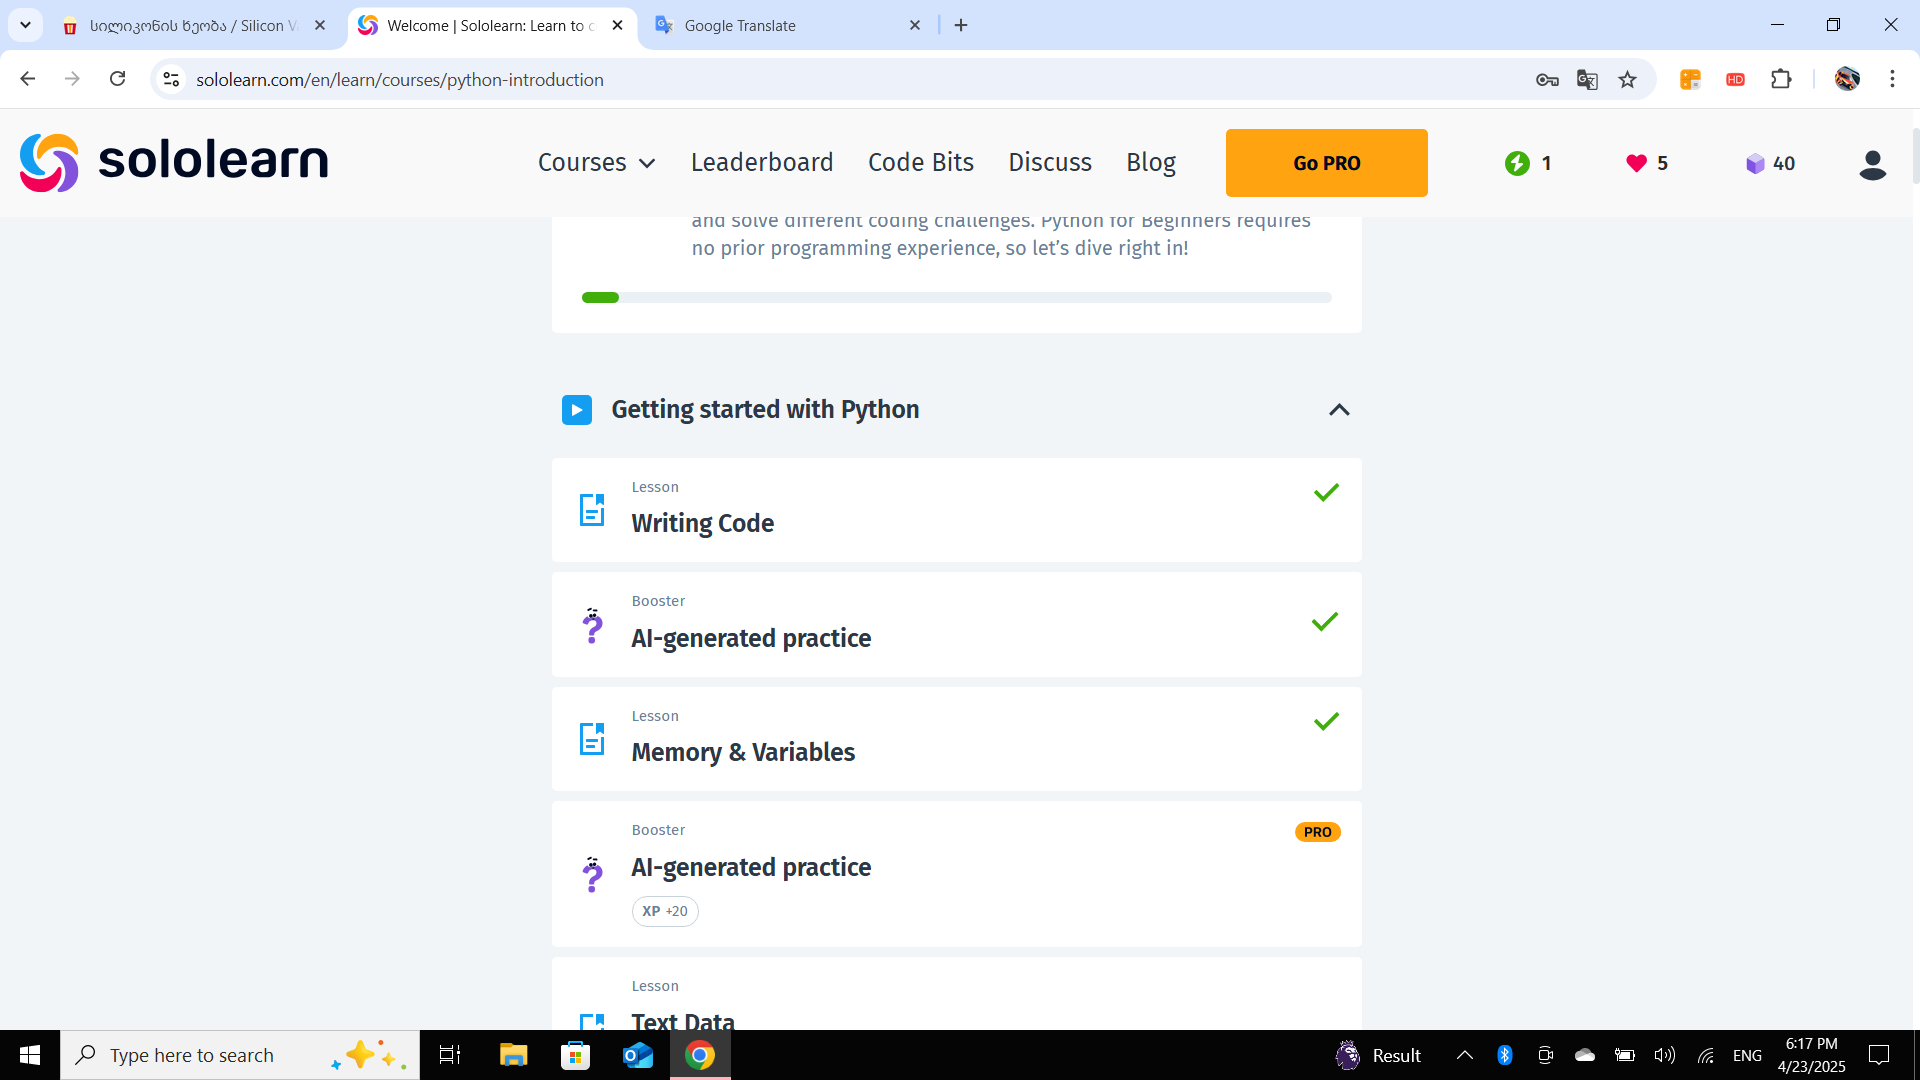 სილიკონის ხეობა / Silicon V
Welcome | Sololearn: Learn to c
Google Translate
sololearn.com/en/learn/courses/python-introduction
HD
sololearn
Courses
Leaderboard
Code Bits
Discuss
Blog
Go PRO
1
5
40
and solve different coding challenges. Python for Beginners requires
no prior programming experience, so let’s dive right in!
Getting started with Python
Lesson
Writing Code
Booster
AI-generated practice
Lesson
Memory & Variables
Booster
PRO
AI-generated practice
XP +20
Lesson
Text Data
Type here to search
Result
ENG
6:17 PM
4/23/2025